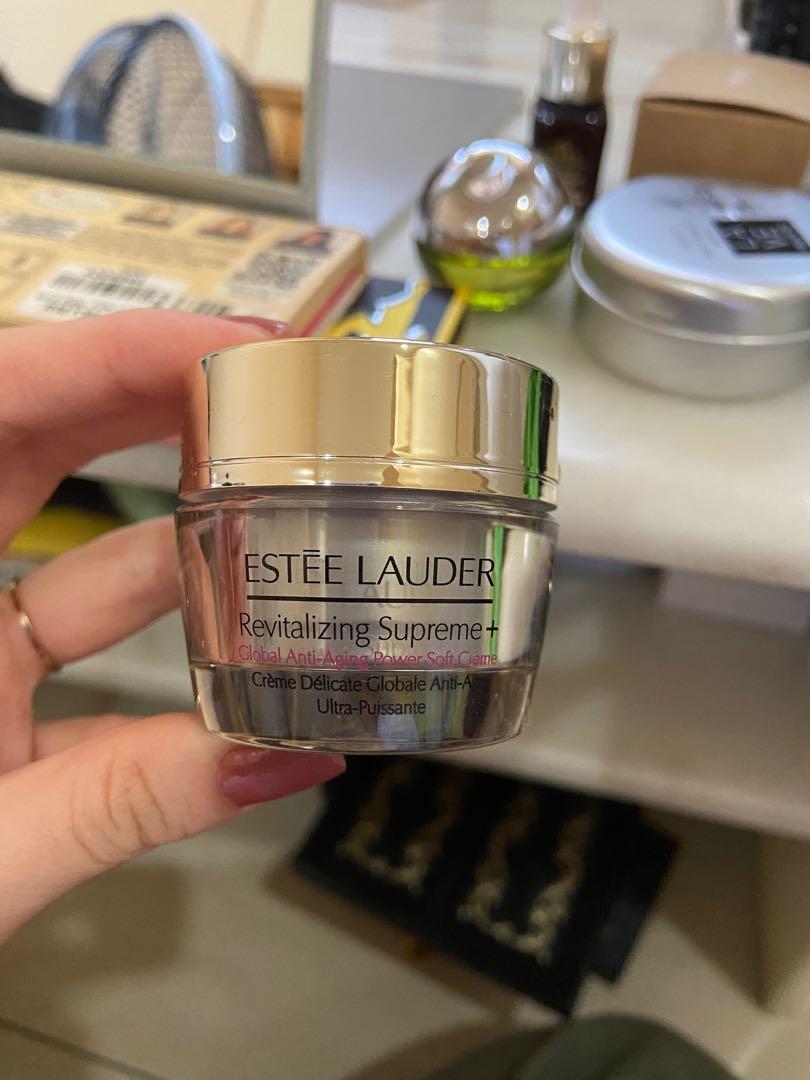 ESTĒE LAUDER
Revitalizing Supreme+
Global Anti-Aging Power Soft Creme
Crème Délicate Globale Anti-A
Ultra-Puissante